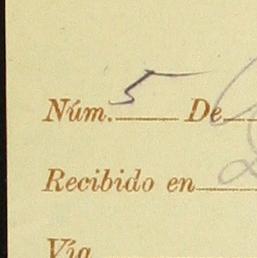 Núm. 5 De
Recibido en
Vía